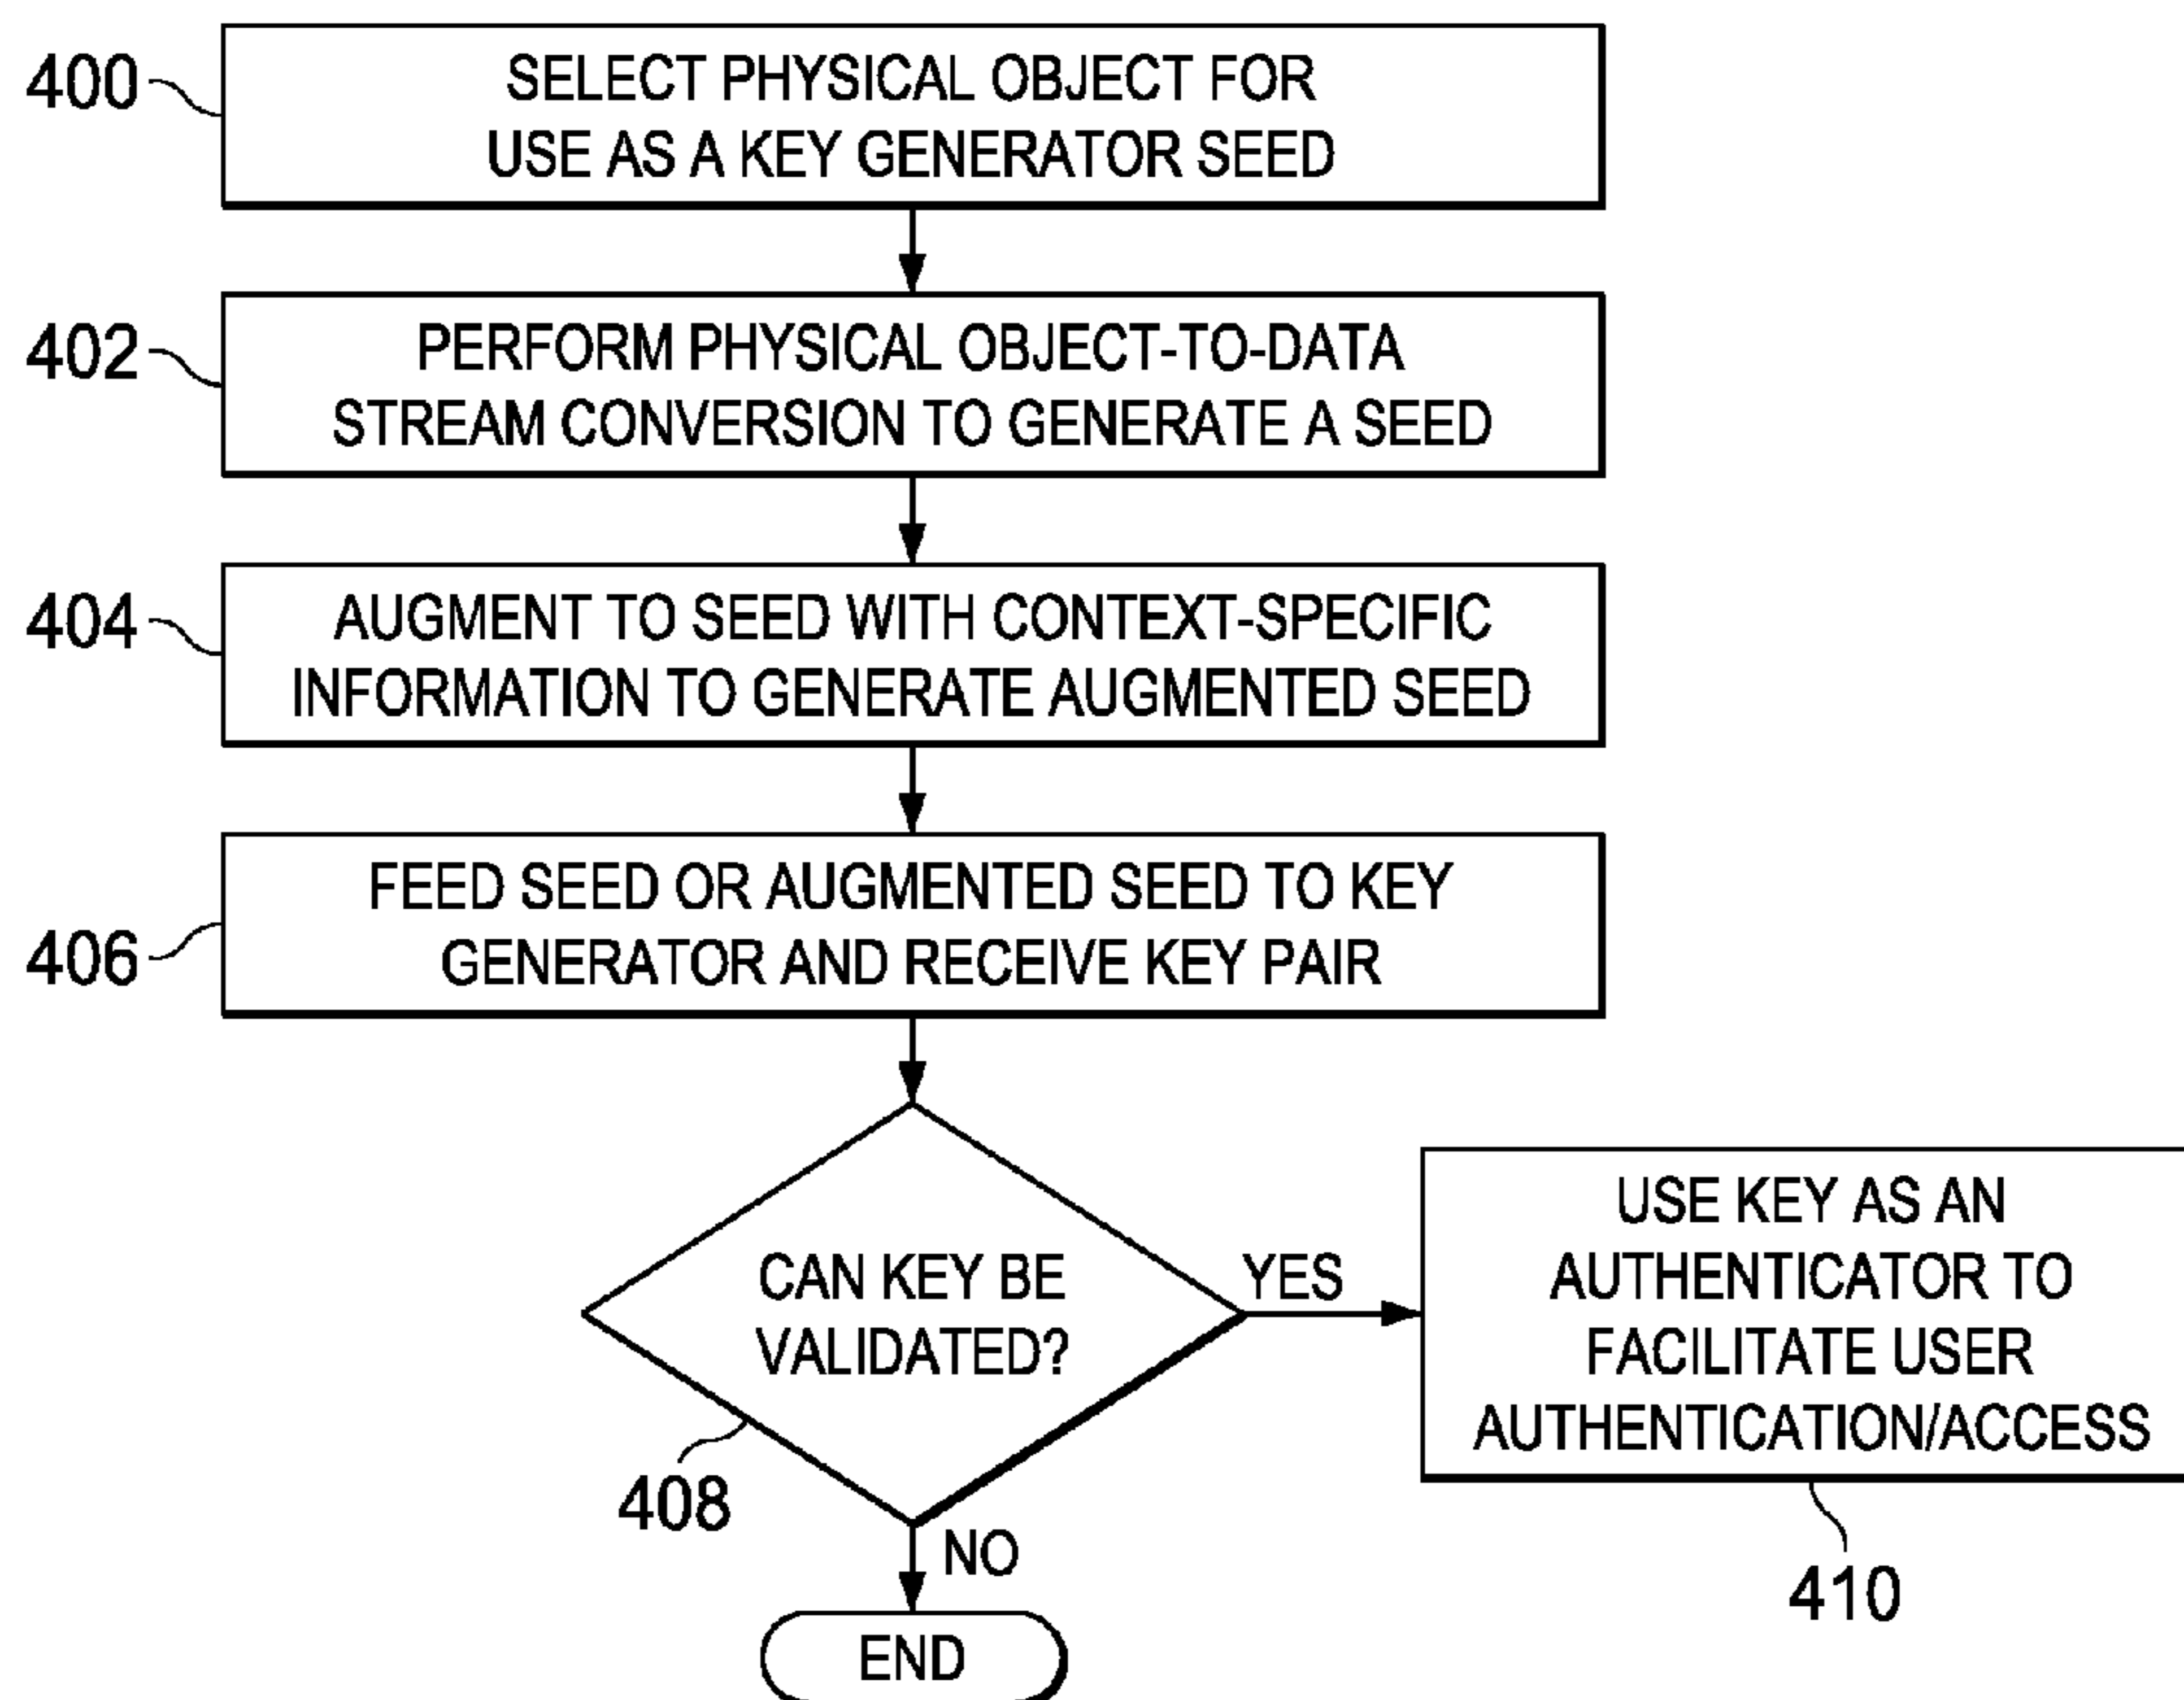 400
SELECT PHYSICAL OBJECT FOR
USE AS A KEY GENERATOR SEED
402
PERFORM PHYSICAL OBJECT-TO-DATA
STREAM CONVERSION TO GENERATE A SEED
404
AUGMENT TO SEED WITH CONTEXT-SPECIFIC
INFORMATION TO GENERATE AUGMENTED SEED
406
FEED SEED OR AUGMENTED SEED TO KEY
GENERATOR AND RECEIVE KEY PAIR
CAN KEY BE
VALIDATED?
408
YES
USE KEY AS AN
AUTHENTICATOR TO
FACILITATE USER
AUTHENTICATION/ACCESS
410
NO
END